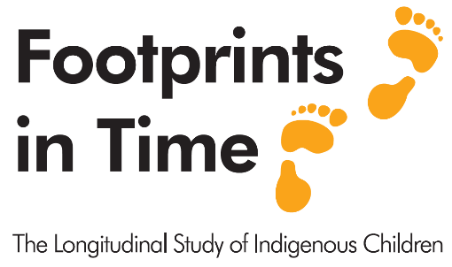 Footprints
in Time
The Longitudinal Study of Indigenous Children